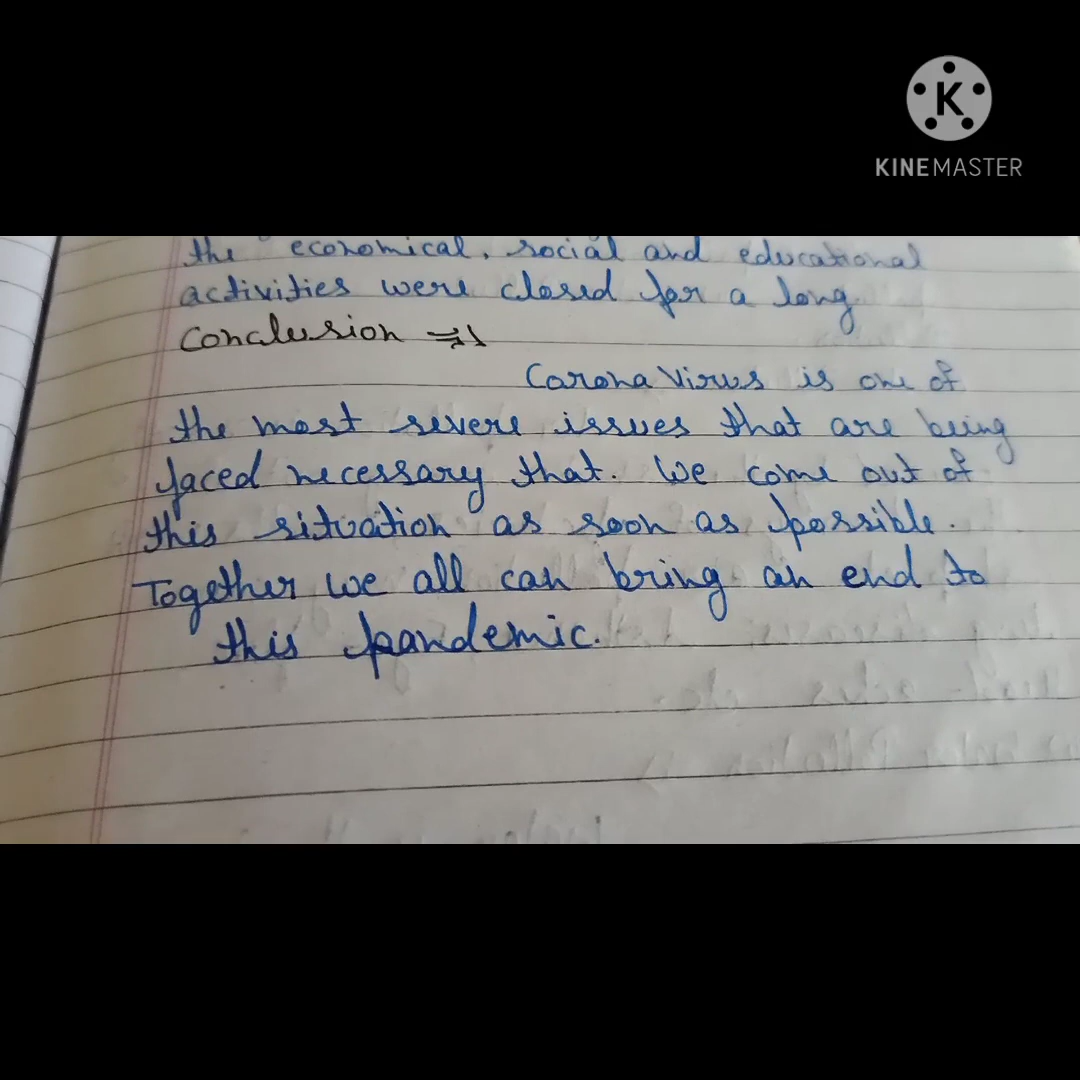 K
KINEMASTER
the economical, social and educational
activities were closed for a long
Conclusion ⇒
Carona Virus is one of
the most severe issues that are being
faced necessary that. We come out of
this situation as soon as possible.
Together we all can bring an end to
this pandemic.